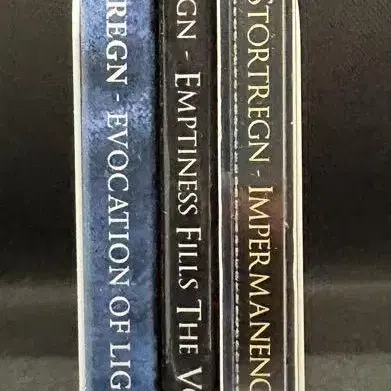 REGN - EVOCATION OF LIG
GN - EMPTINESS FILLS THE V
STORTREGN - IMPERMANENC